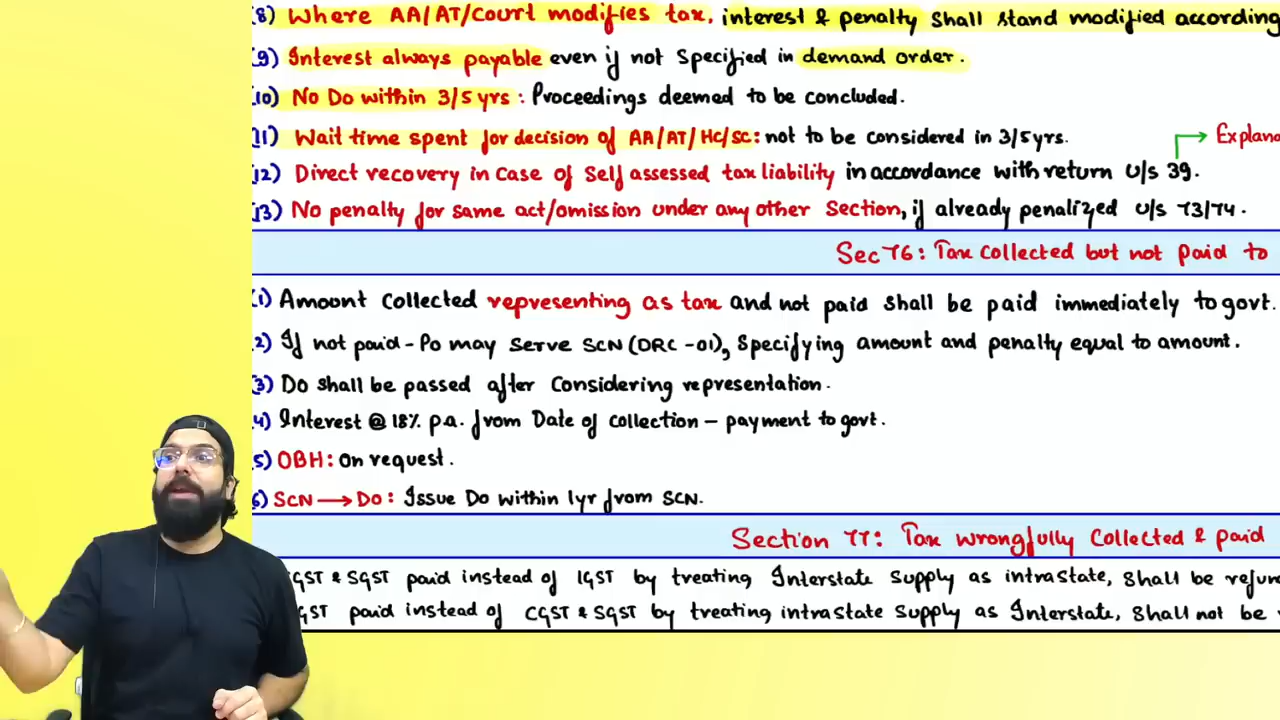 (8) Where AA/AT/Court modifies tax, interest & penalty shall stand modified
(9) Interest always payable even if not specified in demand order.
(10) No Do within 3/5 yrs: Proceedings deemed to be concluded.
(11) Wait time spent for decision of AA/AT/HC/SC: not to be considered in 3/5 yrs.
(12) Direct recovery in case of Self assessed tax liability in accordance with return u/s 39.
(13) No penalty for same act/omission under any other Section, if already penalized u/s 73/74.
Sec 76: Tax collected but not paid to
(1) Amount collected representing as tax and not paid shall be paid immediately to govt.
(2) If not paid - Po may serve SCN (DRC -01), Specifying amount and penalty equal to amount.
(3) Do shall be passed after Considering representation.
(4) Interest @ 18% p.a. from Date of collection - payment to govt.
(5) OBH: On request.
(6) SCN → Do: Issue Do within 1yr from SCN.
Section 77: Tax wrongfully collected & paid
CGST & SGST paid instead of IGST by treating Interstate Supply as intrastate, Shall be
IGST paid instead of CGST & SGST by treating intrastate Supply as Interstate, Shall not be